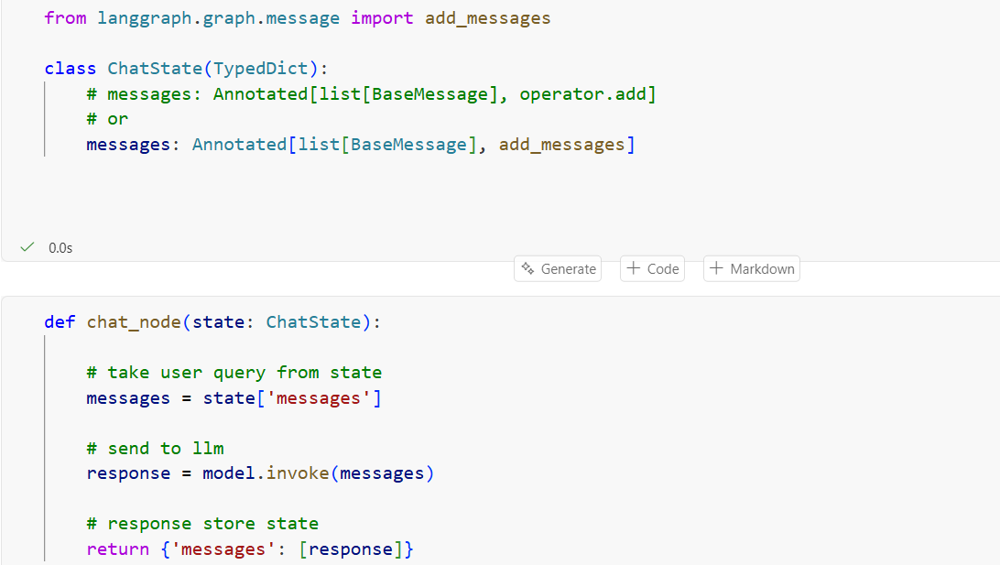 from langgraph.graph.message import add_messages
class ChatState(TypedDict):
    # messages: Annotated[list[BaseMessage], operator.add]
    # or
    messages: Annotated[list[BaseMessage], add_messages]
✓ 0.0s
Generate + Code + Markdown
def chat_node(state: ChatState):
    # take user query from state
    messages = state['messages']
    # send to llm
    response = model.invoke(messages)
    # response store state
    return {'messages': [response]}